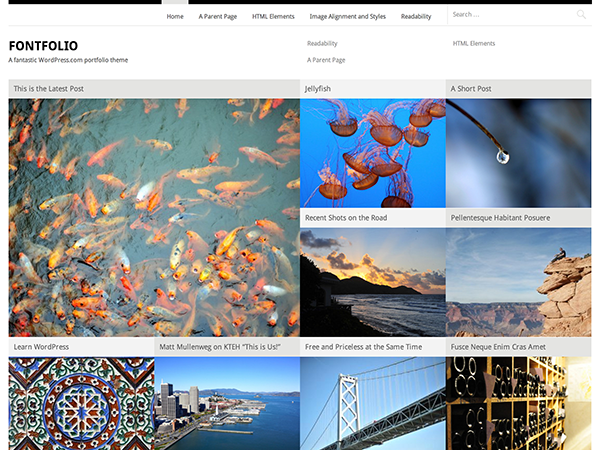 Home A Parent Page HTML Elements Image Alignment and Styles Readability Search ...
FONTFOLIO
A fantastic WordPress.com portfolio theme
Readability HTML Elements
A Parent Page
This is the Latest Post Jellyfish A Short Post
Recent Shots on the Road Pellentesque Habitant Posuere
Learn WordPress Matt Mullenweg on KTEH “This is Us!” Free and Priceless at the Same Time Fusce Neque Enim Cras Amet